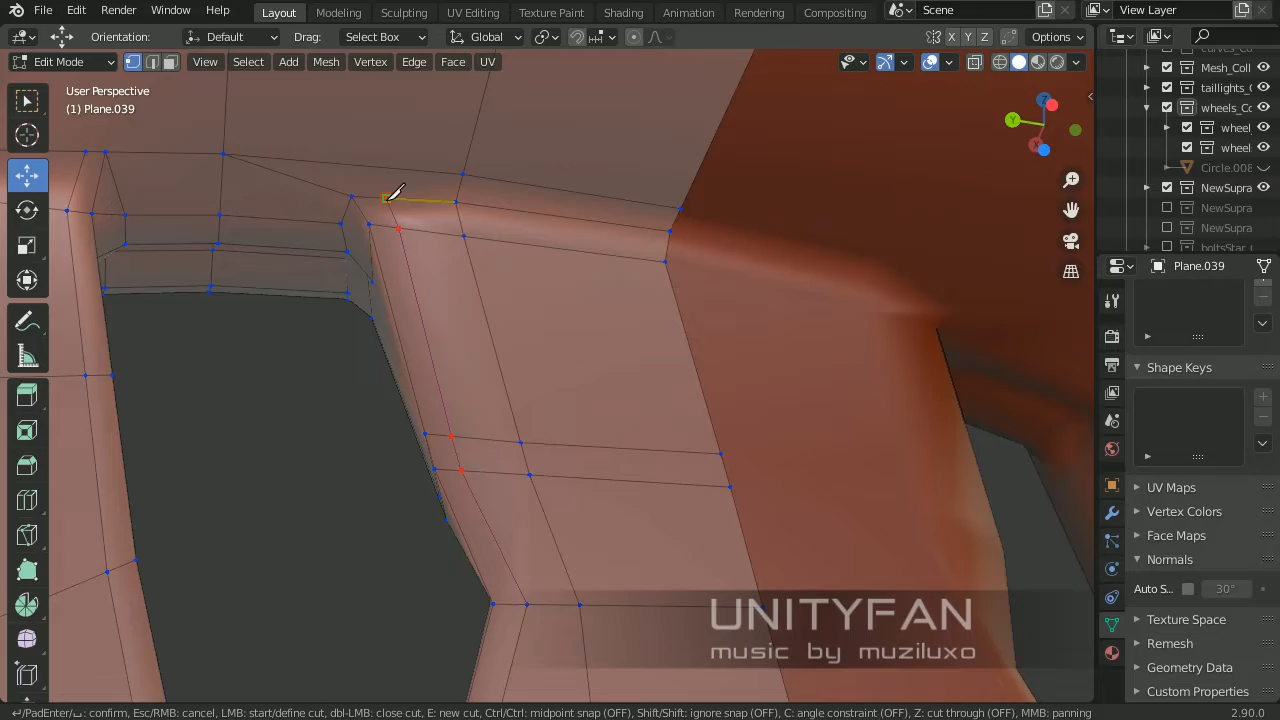 File Edit Render Window Help Layout Modeling Sculpting UV Editing Texture Paint Shading Animation Rendering Compositing Scene View Layer
Orientation: Default Drag: Select Box Global Options
Edit Mode View Select Add Mesh Vertex Edge Face UV
User Perspective
(1) Plane.039
Z
Y
X
Mesh_Coll
taillights_C
wheels_Co
wheel
wheel
Circle.008
NewSupra
NewSupra
NewSupra
boltsStar_
Plane.039
Shape Keys
UV Maps
Vertex Colors
Face Maps
Normals
Auto S.. 30°
Texture Space
Remesh
Geometry Data
Custom Properties
UNITYFAN
music by muziluxo
confirm, Esc/RMB: cancel, LMB: start/define cut, dbl-LMB: close cut, E: new cut, Ctrl/Ctrl: midpoint snap (OFF), Shift/Shift: ignore snap (OFF), C: angle constraint (OFF), Z: cut through (OFF), MMB: panning 2.90.0